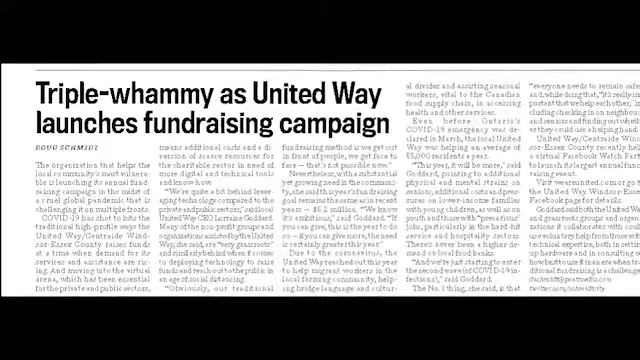 Triple-whammy as United Way
launches fundraising campaign
DOUG SCHMIDT
The organization that helps the
local community's most vulnera-
ble is launching its annual fund-
raising campaign in the midst of
a cruel global pandemic that is
challenging it on multiple fronts.
COVID-19 has shot to bits the
traditional high-profile ways the
United Way/Centraide Wind-
sor-Essex County raises funds
at a time when demand for its
services and assistance are ris-
ing. And moving into the virtual
arena, which has been essential
for the private and public sectors,
means additional costs and a di-
version of scarce resources for
the charitable sector in need of
more digital and technical tools
and know-how.
"We're quite a bit behind lever-
aging technology compared to the
private and public sectors," said local
United Way CEO Lorraine Goddard.
Many of the non-profit groups and
organizations assisted by the United
Way, she said, are "very grassroots"
and similarly behind when it comes
to deploying technology to raise
funds and reach out to the public in
an age of social distancing.
"Obviously, our traditional
fundraising method is we get out
in front of people, we get face to
face — that's not possible now."
Nevertheless, with a substantial
yet growing need in the communi-
ty, she said this year's fundraising
goal remains the same as in recent
years — $6.2 million. "We know
it's ambitious," said Goddard. "If
you can give, this is the year to do
so — if you can give more, the need
is certainly greater this year."
Due to the coronavirus, the
United Way reached out this year
to help migrant workers in the
local farming community, help-
ing bridge language and cultur-
al divides and assisting seasonal
workers, vital to the Canadian
food supply chain, in accessing
health and other services.
Even before Ontario's
COVID-19 emergency was de-
clared in March, the local United
Way was helping an average of
55,000 residents a year.
"This year, it will be more," said
Goddard, pointing to additional
physical and mental strains on
seniors, additional costs and pres-
sures on lower-income families
with young children, as well as on
youth and those with "precarious"
jobs, particularly in the hard-hit
service and hospitality sectors.
There's never been a higher de-
mand on local food banks.
"And we're just starting to enter
the second wave (of COVID-19 in-
fections)," said Goddard.
The No. 1 thing, she said, is that
"everyone needs to remain safe
and, while doing that, "it's really im
portant that we help each other," in
cluding checking in on neighbour
and seniors and finding out wheth
er they could use a helping hand.
United Way/Centraide Wind
sor-Essex County recently hel
a virtual Facebook Watch Part
to launch its largest annual fund
raising event.
Visit weareunited.com or go t
the United Way Windsor-Esse
Facebook page for details.
Goddard said both the United Wa
and the other groups and organi
nations it collaborates with coul
use voluntary help from those wit
technical expertise, both in settin
up hardware and in consulting o
how best to use it in an era when tr
ditional fundraising is a challenge
dschmidt@postmedia.com
twitter.com/schmidtcity